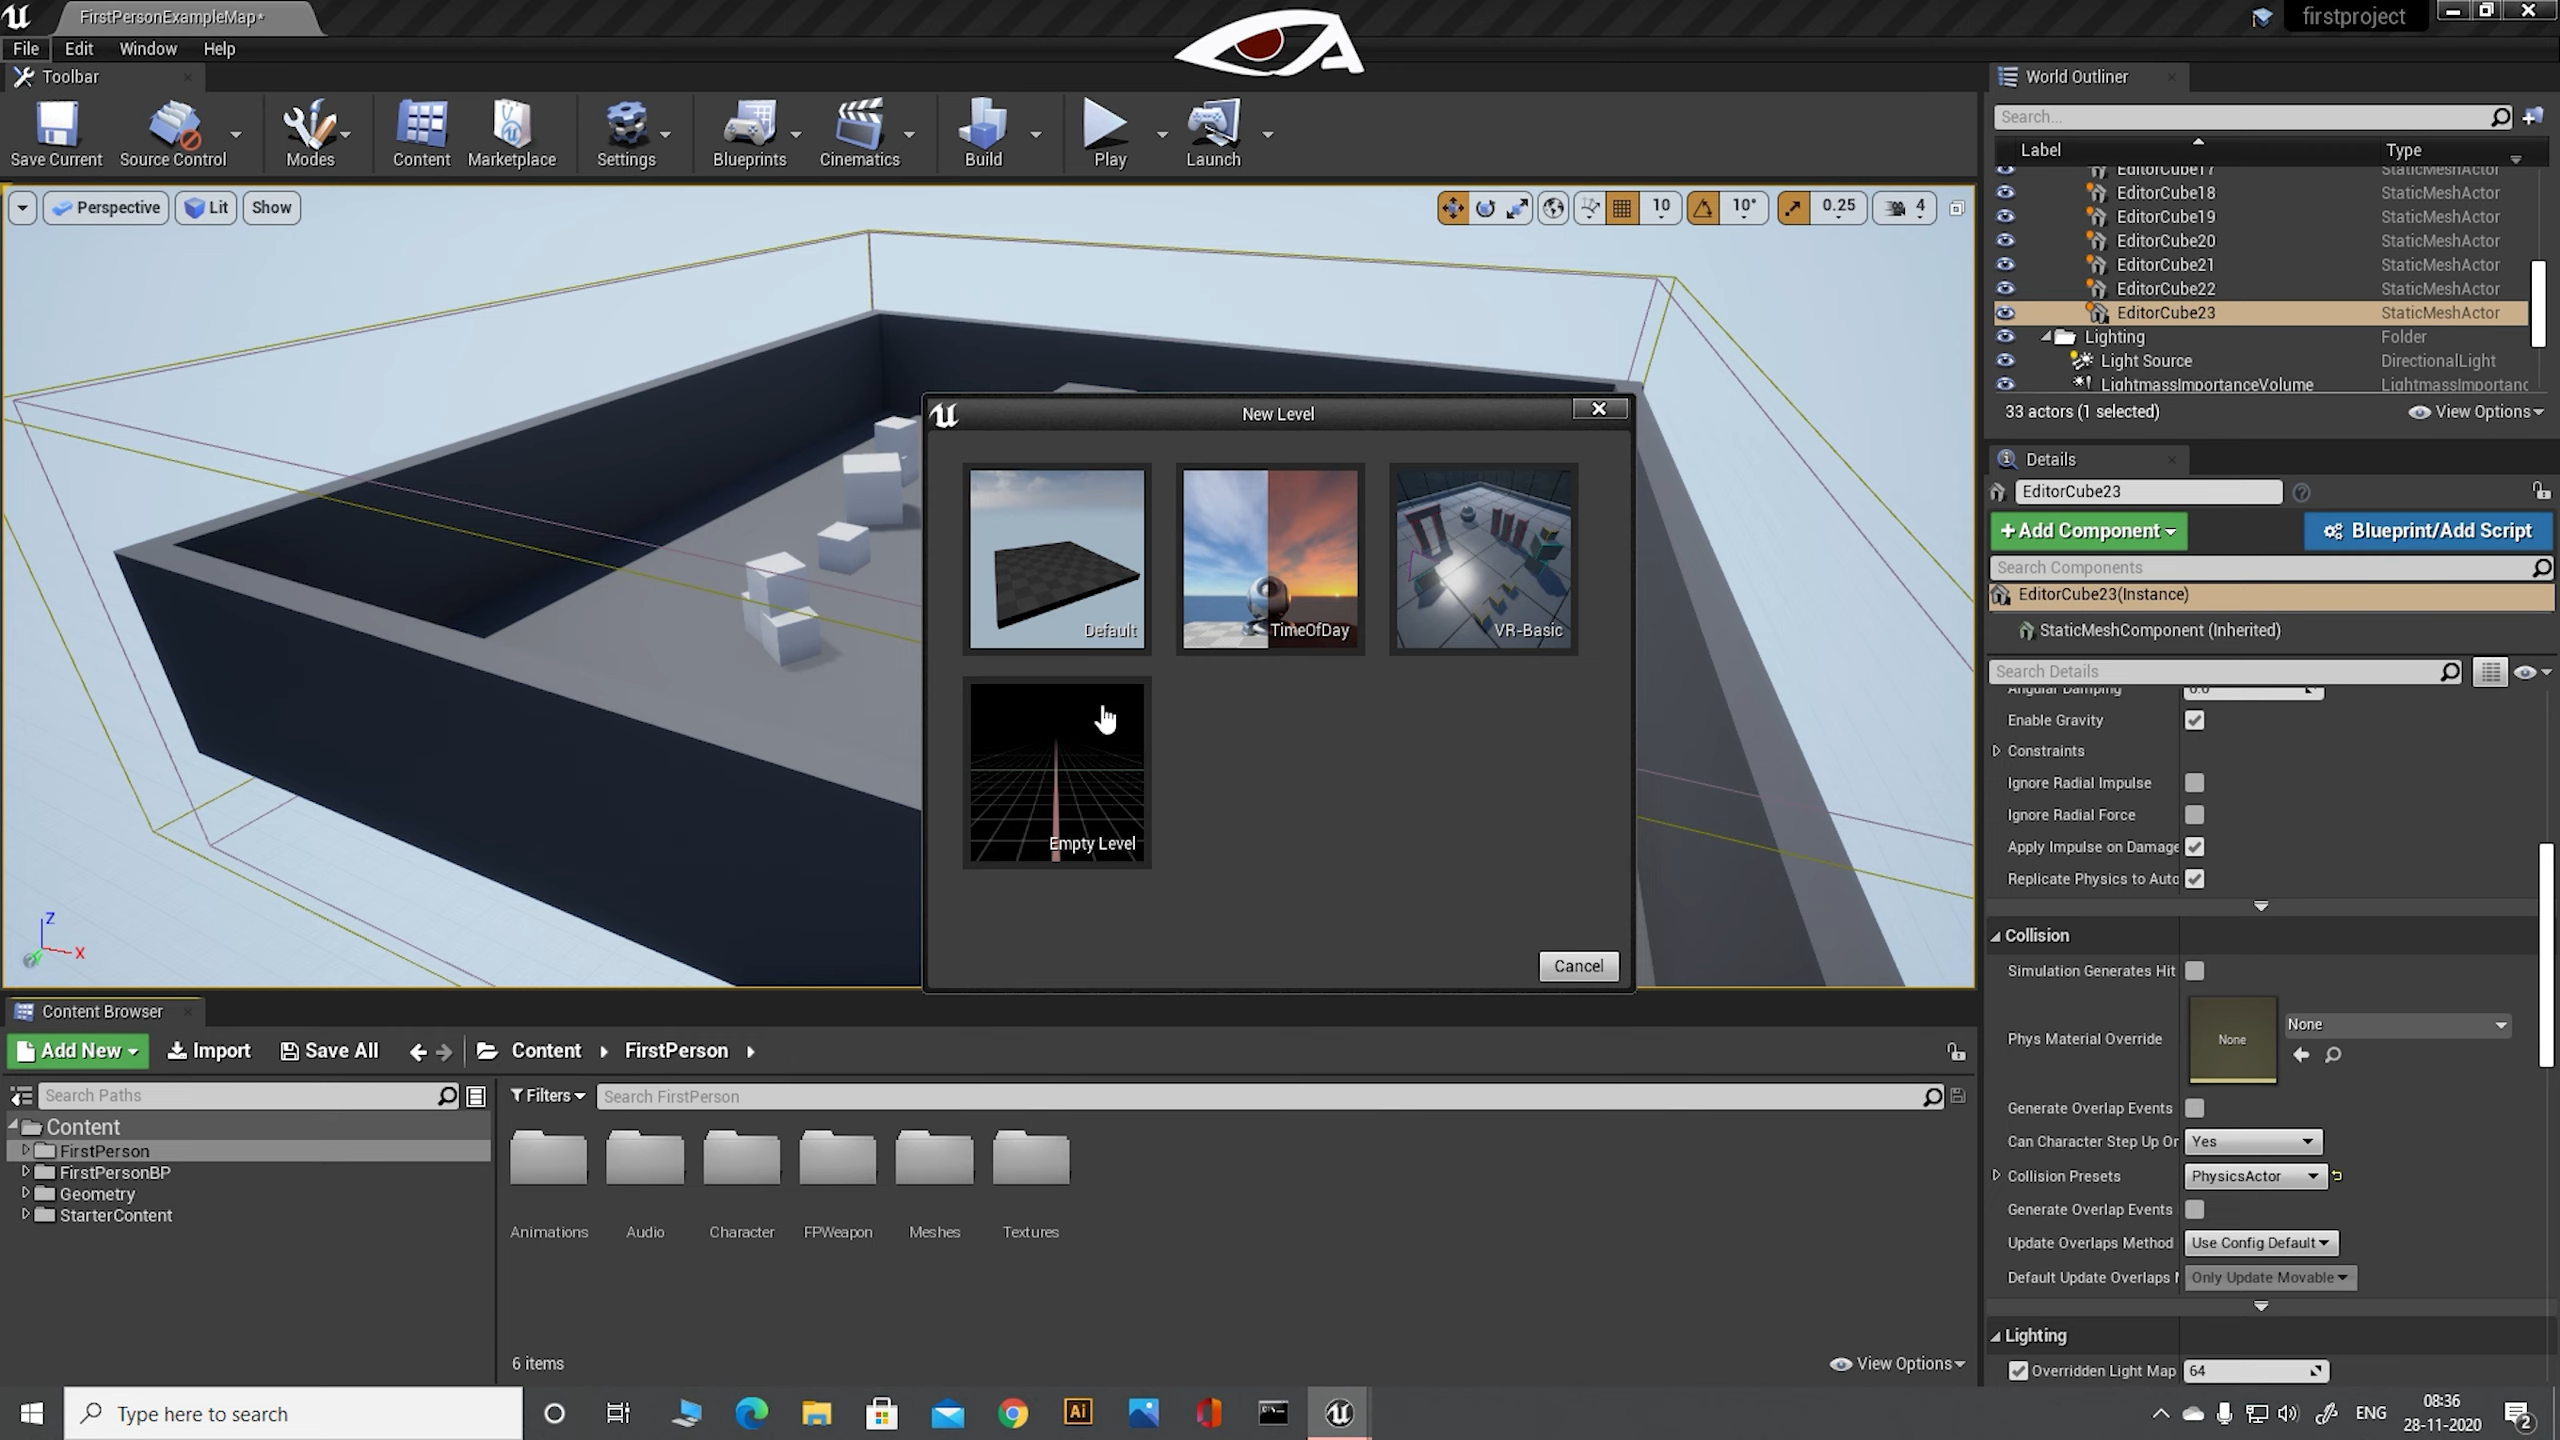 FirstPersonExampleMap*
firstproject
File Edit Window Help
Toolbar
Save Current Source Control Modes Content Marketplace Settings Blueprints Cinematics Build Play Launch
Perspective Lit Show
10 10° 0.25 4
World Outliner
Search...
Label Type
EditorCube17 StaticMeshActor
EditorCube18 StaticMeshActor
EditorCube19 StaticMeshActor
EditorCube20 StaticMeshActor
EditorCube21 StaticMeshActor
EditorCube22 StaticMeshActor
EditorCube23 StaticMeshActor
Lighting Folder
Light Source DirectionalLight
LightmassImportanceVolume LightmassImportanc
33 actors (1 selected) View Options
New Level
Default
TimeOfDay
VR-Basic
Empty Level
Cancel
Z
X
Details
EditorCube23
+Add Component Blueprint/Add Script
Search Components
EditorCube23(Instance)
StaticMeshComponent (Inherited)
Search Details
Angular Damping 0.0
Enable Gravity
Constraints
Ignore Radial Impulse
Ignore Radial Force
Apply Impulse on Damage
Replicate Physics to Auto
Collision
Simulation Generates Hit
Phys Material Override None None
Generate Overlap Events
Can Character Step Up On Yes
Collision Presets PhysicsActor
Generate Overlap Events
Update Overlaps Method Use Config Default
Default Update Overlaps M Only Update Movable
Lighting
Overridden Light Map 64
Content Browser
Add New Import Save All Content FirstPerson
Search Paths
Filters Search FirstPerson
Content
FirstPerson
FirstPersonBP
Geometry
StarterContent
Animations Audio Character FPWeapon Meshes Textures
6 items View Options
Type here to search
Ai
ENG
08:36
28-11-2020
2